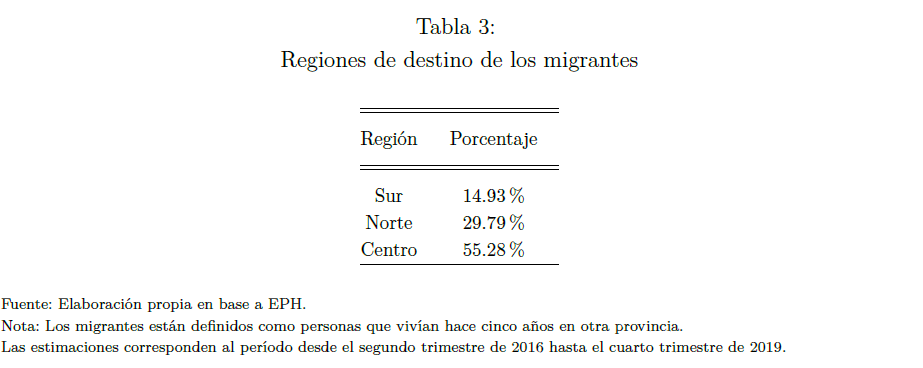 Tabla 3:
Regiones de destino de los migrantes
Región Porcentaje
Sur 14.93 %
Norte 29.79 %
Centro 55.28 %
Fuente: Elaboración propia en base a EPH.
Nota: Los migrantes están definidos como personas que vivían hace cinco años en otra provincia.
Las estimaciones corresponden al período desde el segundo trimestre de 2016 hasta el cuarto trimestre de 2019.